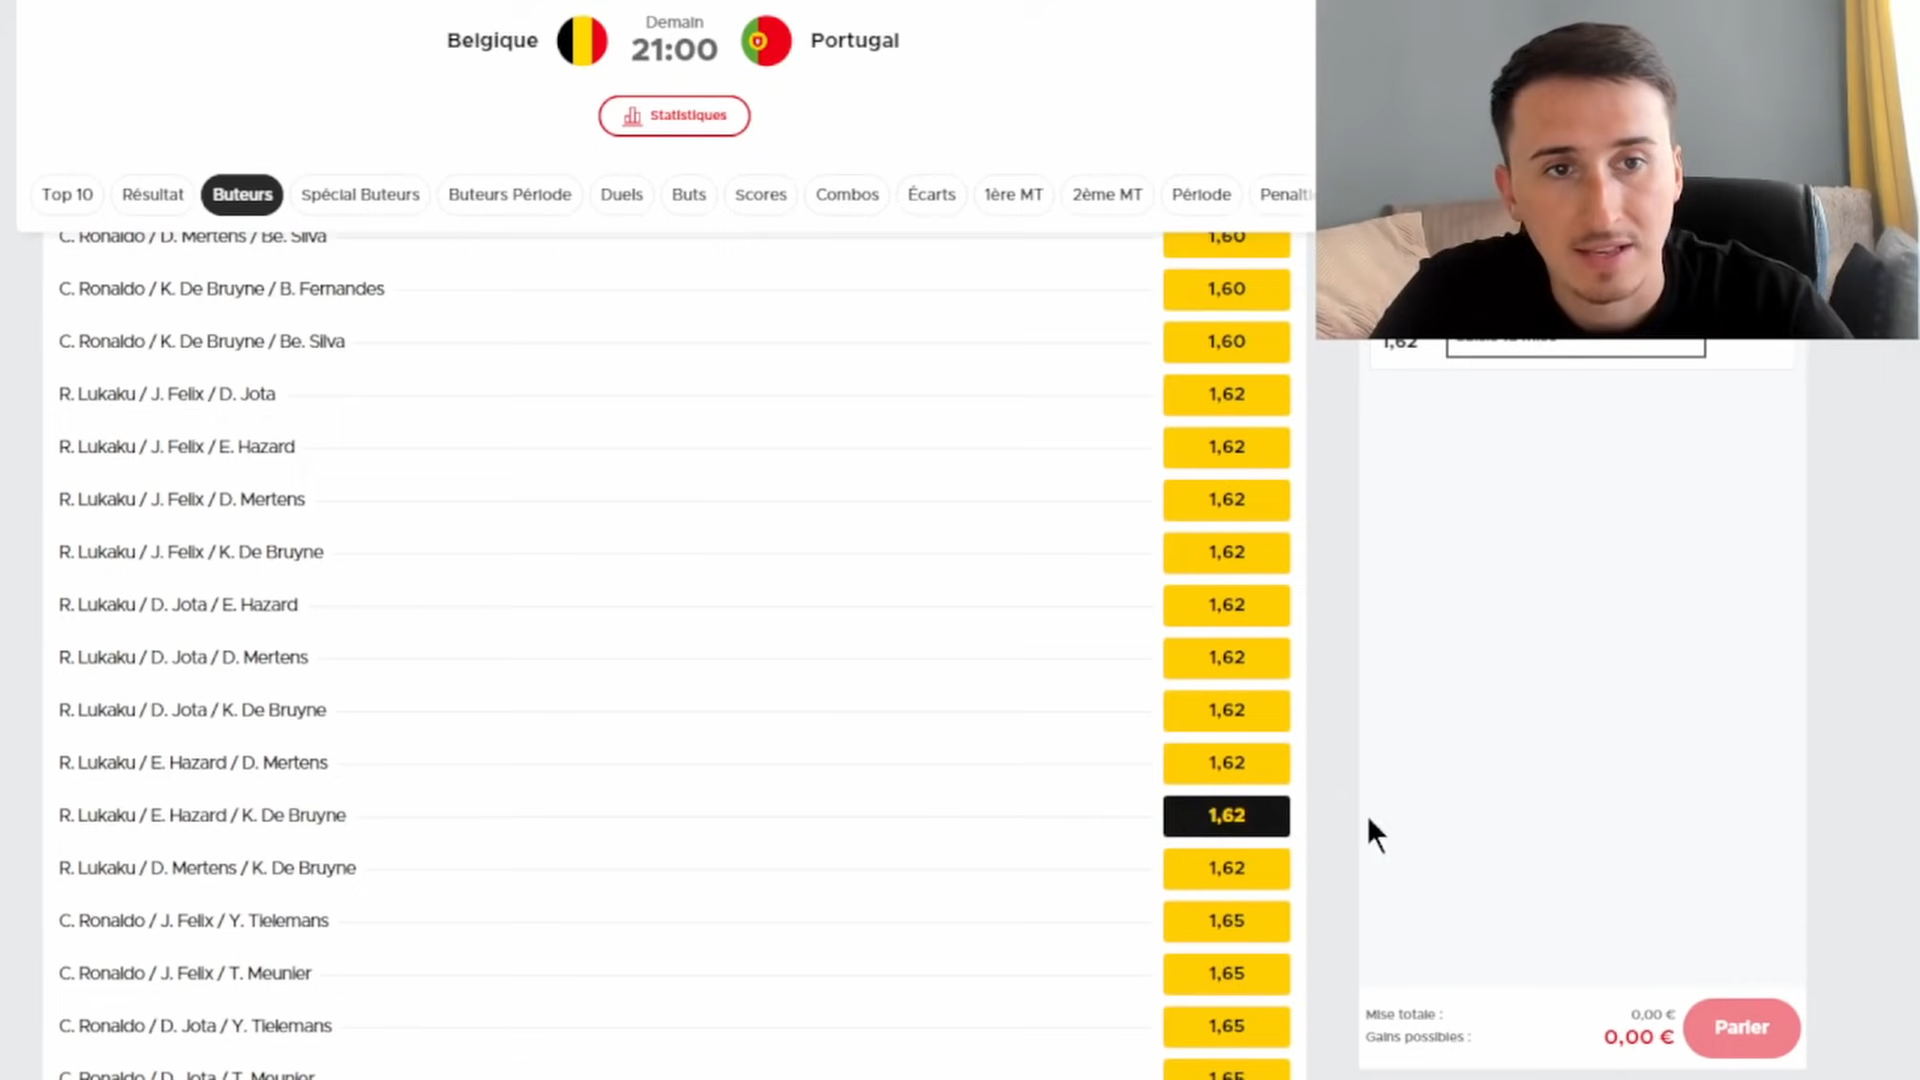 Belgique
Demain
21:00
Portugal
Statistiques
Top 10
Résultat
Buteurs
Spécial Buteurs
Buteurs Période
Duels
Buts
Scores
Combos
Écarts
1ère MT
2ème MT
Période
C. Ronaldo / D. Mertens / Be. Silva 1,60
C. Ronaldo / K. De Bruyne / B. Fernandes 1,60
C. Ronaldo / K. De Bruyne / Be. Silva 1,60
1,62
R. Lukaku / J. Felix / D. Jota 1,62
R. Lukaku / J. Felix / E. Hazard 1,62
R. Lukaku / J. Felix / D. Mertens 1,62
R. Lukaku / J. Felix / K. De Bruyne 1,62
R. Lukaku / D. Jota / E. Hazard 1,62
R. Lukaku / D. Jota / D. Mertens 1,62
R. Lukaku / D. Jota / K. De Bruyne 1,62
R. Lukaku / E. Hazard / D. Mertens 1,62
R. Lukaku / E. Hazard / K. De Bruyne 1,62
R. Lukaku / D. Mertens / K. De Bruyne 1,62
C. Ronaldo / J. Felix / Y. Tielemans 1,65
C. Ronaldo / J. Felix / T. Meunier 1,65
C. Ronaldo / D. Jota / Y. Tielemans 1,65
C. Ronaldo / D. Jota / T. Meunier 1,65
Mise totale : 0,00 €
Gains possibles : 0,00 €
Parier